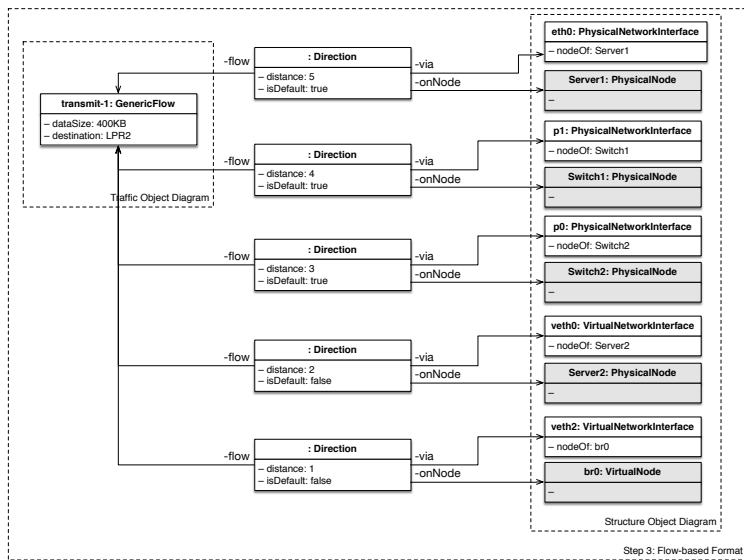 eth0: PhysicalNetworkInterface
– nodeOf: Server1
: Direction
– distance: 5
– isDefault: true
-flow
-via
-onNode
Server1: PhysicalNode
–
transmit-1: GenericFlow
– dataSize: 400KB
– destination: LPR2
Traffic Object Diagram
p1: PhysicalNetworkInterface
– nodeOf: Switch1
: Direction
– distance: 4
– isDefault: true
-flow
-via
-onNode
Switch1: PhysicalNode
–
p0: PhysicalNetworkInterface
– nodeOf: Switch2
: Direction
– distance: 3
– isDefault: true
-flow
-via
-onNode
Switch2: PhysicalNode
–
veth0: VirtualNetworkInterface
– nodeOf: Server2
: Direction
– distance: 2
– isDefault: false
-flow
-via
-onNode
Server2: PhysicalNode
–
veth2: VirtualNetworkInterface
– nodeOf: br0
: Direction
– distance: 1
– isDefault: false
-flow
-via
-onNode
br0: VirtualNode
–
Structure Object Diagram
Step 3: Flow-based Format